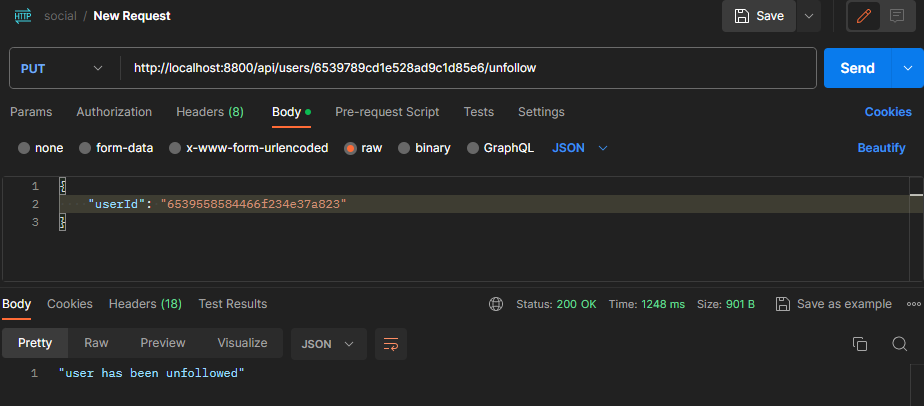 HTTP social / New Request Save
PUT http://localhost:8800/api/users/6539789cd1e528ad9c1d85e6/unfollow Send
Params Authorization Headers (8) Body Pre-request Script Tests Settings Cookies
none form-data x-www-form-urlencoded raw binary GraphQL JSON Beautify
1 {
2 "userId": "6539558584466f234e37a823"
3 }
Body Cookies Headers (18) Test Results Status: 200 OK Time: 1248 ms Size: 901 B Save as example
Pretty Raw Preview Visualize JSON
1 "user has been unfollowed"